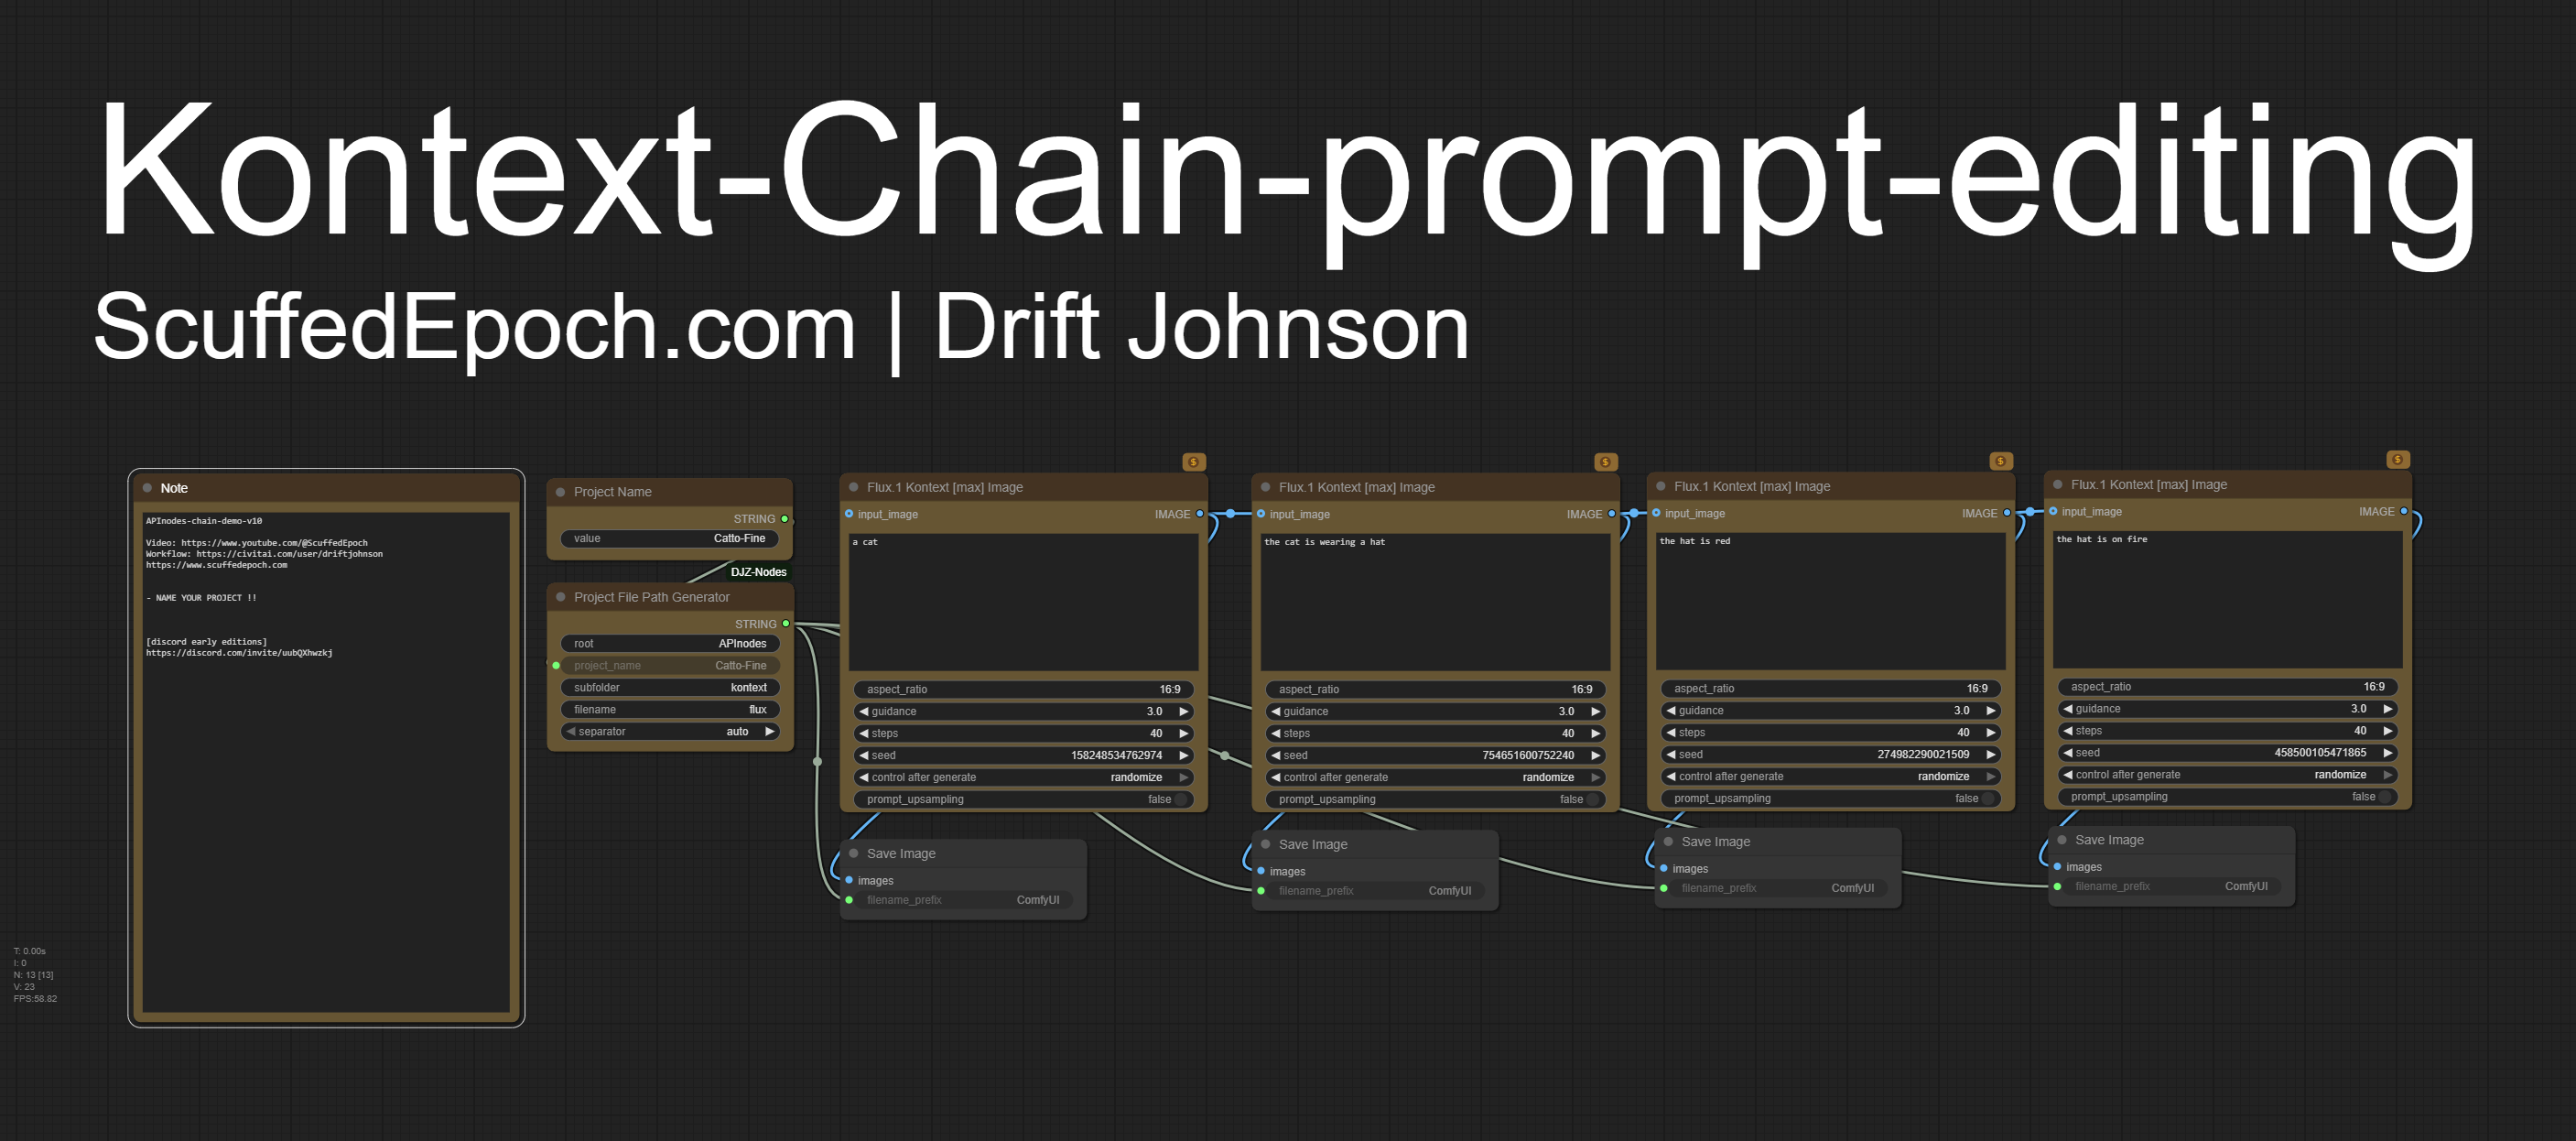 Kontext-Chain-prompt-editing
ScuffedEpoch.com | Drift Johnson
Note
APInodes-chain-demo-v10
Video: https://www.youtube.com/@ScuffedEpoch
Workflow: https://civitai.com/user/driftjohnson
https://www.scuffedepoch.com
- NAME YOUR PROJECT !!
[discord early editions]
https://discord.com/invite/uubQXhwzkj
Project Name
STRING
value Catto-Fine
DJZ-Nodes
Project File Path Generator
STRING
root APInodes
project_name Catto-Fine
subfolder kontext
filename flux
separator auto
Flux.1 Kontext [max] Image
input_image IMAGE
a cat
aspect_ratio 16:9
guidance 3.0
steps 40
seed 158248534762974
control after generate randomize
prompt_upsampling false
Save Image
images
filename_prefix ComfyUI
Flux.1 Kontext [max] Image
input_image IMAGE
the cat is wearing a hat
aspect_ratio 16:9
guidance 3.0
steps 40
seed 754651600752240
control after generate randomize
prompt_upsampling false
Save Image
images
filename_prefix ComfyUI
Flux.1 Kontext [max] Image
input_image IMAGE
the hat is red
aspect_ratio 16:9
guidance 3.0
steps 40
seed 274982290021509
control after generate randomize
prompt_upsampling false
Save Image
images
filename_prefix ComfyUI
Flux.1 Kontext [max] Image
input_image IMAGE
the hat is on fire
aspect_ratio 16:9
guidance 3.0
steps 40
seed 458500105471865
control after generate randomize
prompt_upsampling false
Save Image
images
filename_prefix ComfyUI
T: 0.00s
I: 0
N: 13 [13]
V: 23
FPS:58.82